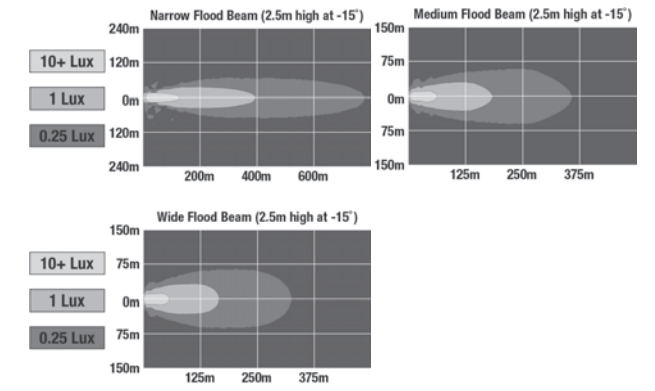 Narrow Flood Beam (2.5m high at -15˚)
240m
120m
0m
120m
240m
200m 400m 600m
10+ Lux
1 Lux
0.25 Lux
Medium Flood Beam (2.5m high at -15˚)
150m
75m
0m
75m
150m
125m 250m 375m
Wide Flood Beam (2.5m high at -15˚)
150m
75m
0m
75m
150m
125m 250m 375m
10+ Lux
1 Lux
0.25 Lux